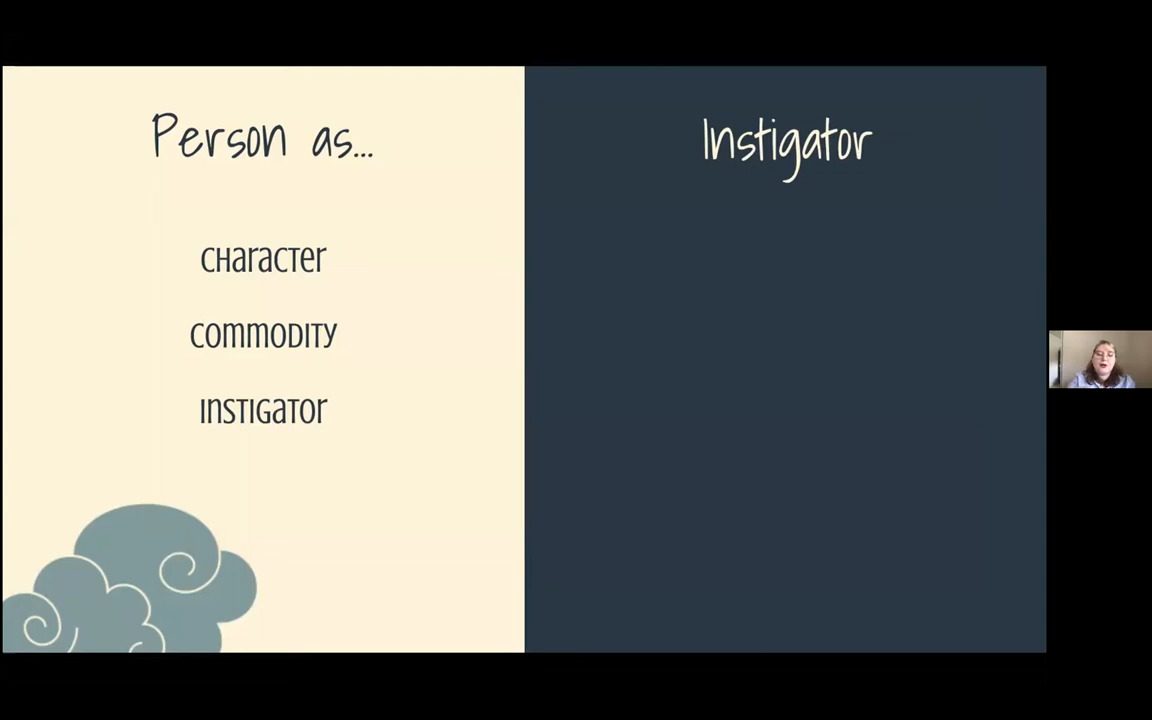 Person as...
character
commodity
instigator
Instigator